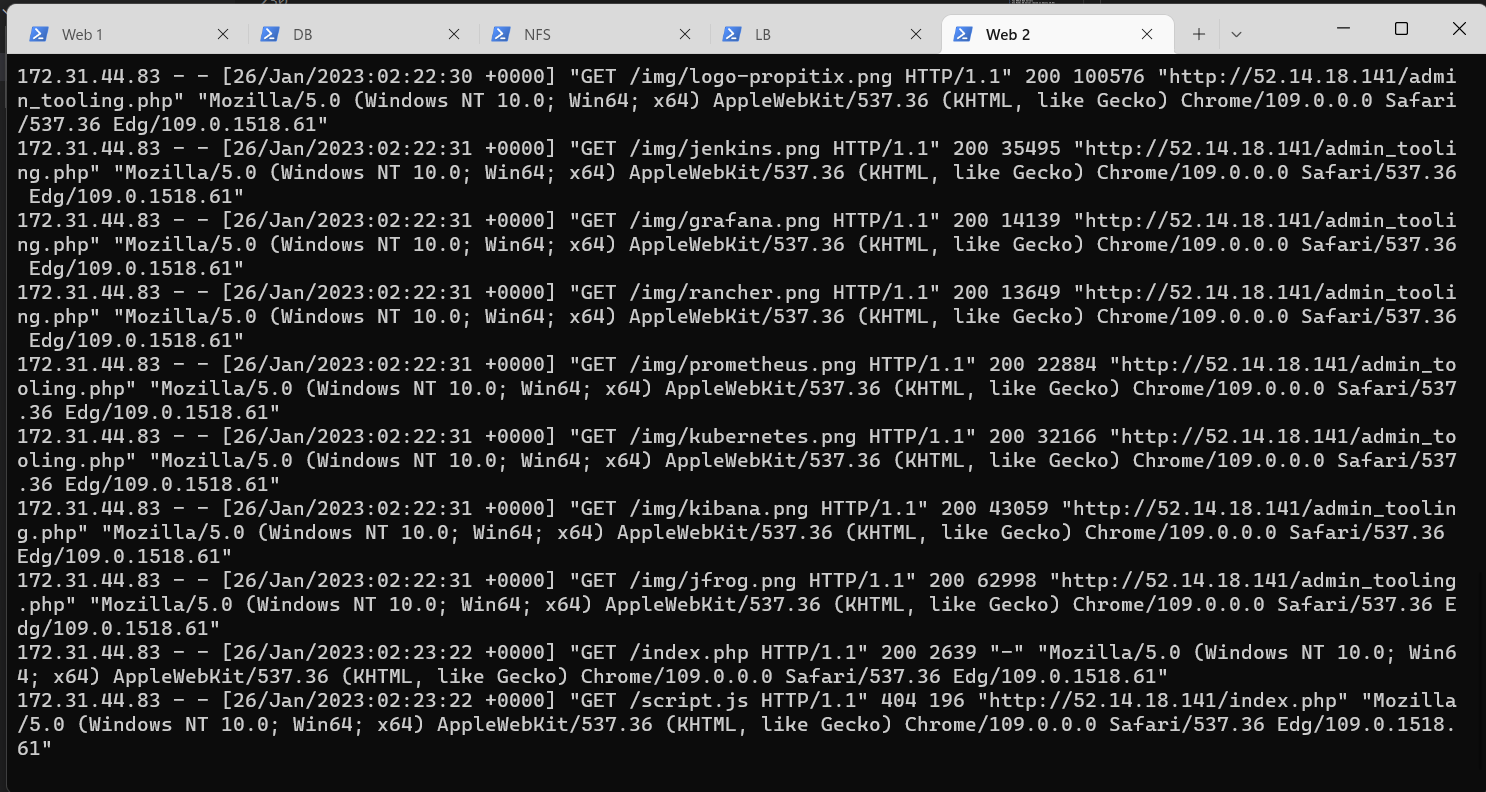 Web 1
DB
NFS
LB
Web 2
172.31.44.83 - - [26/Jan/2023:02:22:30 +0000] "GET /img/logo-propitix.png HTTP/1.1" 200 100576 "http://52.14.18.141/admi
n_tooling.php" "Mozilla/5.0 (Windows NT 10.0; Win64; x64) AppleWebKit/537.36 (KHTML, like Gecko) Chrome/109.0.0.0 Safari
/537.36 Edg/109.0.1518.61"
172.31.44.83 - - [26/Jan/2023:02:22:31 +0000] "GET /img/jenkins.png HTTP/1.1" 200 35495 "http://52.14.18.141/admin_tooli
ng.php" "Mozilla/5.0 (Windows NT 10.0; Win64; x64) AppleWebKit/537.36 (KHTML, like Gecko) Chrome/109.0.0.0 Safari/537.36
 Edg/109.0.1518.61"
172.31.44.83 - - [26/Jan/2023:02:22:31 +0000] "GET /img/grafana.png HTTP/1.1" 200 14139 "http://52.14.18.141/admin_tooli
ng.php" "Mozilla/5.0 (Windows NT 10.0; Win64; x64) AppleWebKit/537.36 (KHTML, like Gecko) Chrome/109.0.0.0 Safari/537.36
 Edg/109.0.1518.61"
172.31.44.83 - - [26/Jan/2023:02:22:31 +0000] "GET /img/rancher.png HTTP/1.1" 200 13649 "http://52.14.18.141/admin_tooli
ng.php" "Mozilla/5.0 (Windows NT 10.0; Win64; x64) AppleWebKit/537.36 (KHTML, like Gecko) Chrome/109.0.0.0 Safari/537.36
 Edg/109.0.1518.61"
172.31.44.83 - - [26/Jan/2023:02:22:31 +0000] "GET /img/prometheus.png HTTP/1.1" 200 22884 "http://52.14.18.141/admin_to
oling.php" "Mozilla/5.0 (Windows NT 10.0; Win64; x64) AppleWebKit/537.36 (KHTML, like Gecko) Chrome/109.0.0.0 Safari/537
.36 Edg/109.0.1518.61"
172.31.44.83 - - [26/Jan/2023:02:22:31 +0000] "GET /img/kubernetes.png HTTP/1.1" 200 32166 "http://52.14.18.141/admin_to
oling.php" "Mozilla/5.0 (Windows NT 10.0; Win64; x64) AppleWebKit/537.36 (KHTML, like Gecko) Chrome/109.0.0.0 Safari/537
.36 Edg/109.0.1518.61"
172.31.44.83 - - [26/Jan/2023:02:22:31 +0000] "GET /img/kibana.png HTTP/1.1" 200 43059 "http://52.14.18.141/admin_toolin
g.php" "Mozilla/5.0 (Windows NT 10.0; Win64; x64) AppleWebKit/537.36 (KHTML, like Gecko) Chrome/109.0.0.0 Safari/537.36
Edg/109.0.1518.61"
172.31.44.83 - - [26/Jan/2023:02:22:31 +0000] "GET /img/jfrog.png HTTP/1.1" 200 62998 "http://52.14.18.141/admin_tooling
.php" "Mozilla/5.0 (Windows NT 10.0; Win64; x64) AppleWebKit/537.36 (KHTML, like Gecko) Chrome/109.0.0.0 Safari/537.36 E
dg/109.0.1518.61"
172.31.44.83 - - [26/Jan/2023:02:23:22 +0000] "GET /index.php HTTP/1.1" 200 2639 "-" "Mozilla/5.0 (Windows NT 10.0; Win6
4; x64) AppleWebKit/537.36 (KHTML, like Gecko) Chrome/109.0.0.0 Safari/537.36 Edg/109.0.1518.61"
172.31.44.83 - - [26/Jan/2023:02:23:22 +0000] "GET /script.js HTTP/1.1" 404 196 "http://52.14.18.141/index.php" "Mozilla
/5.0 (Windows NT 10.0; Win64; x64) AppleWebKit/537.36 (KHTML, like Gecko) Chrome/109.0.0.0 Safari/537.36 Edg/109.0.1518.
61"